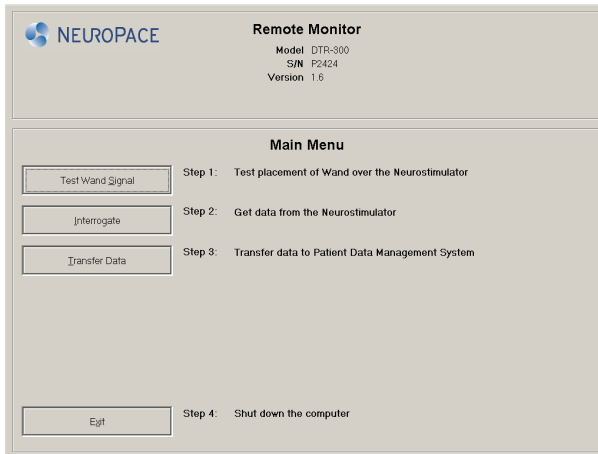 NEUROPACE
Remote Monitor
Model DTR-300
S/N P2424
Version 1.6
Main Menu
Test Wand Signal Step 1: Test placement of Wand over the Neurostimulator
Interrogate Step 2: Get data from the Neurostimulator
Transfer Data Step 3: Transfer data to Patient Data Management System
Exit Step 4: Shut down the computer